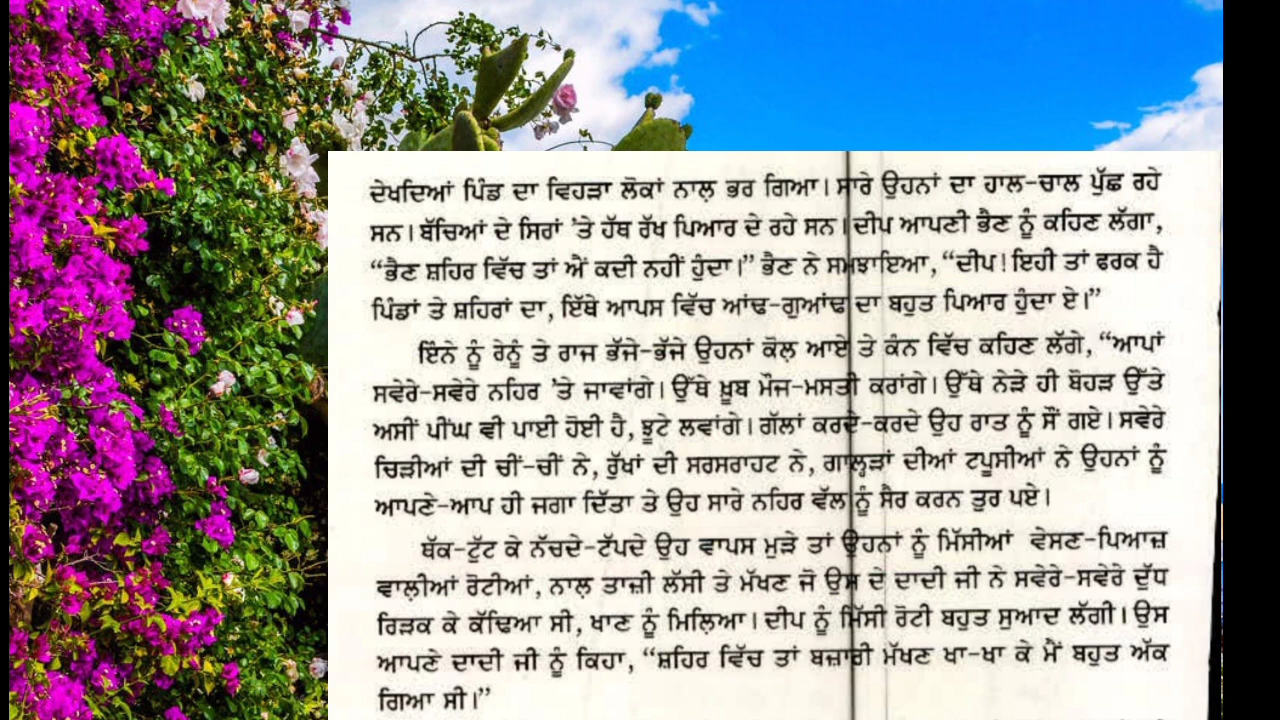 ਦੇਖਦਿਆਂ ਪਿੰਡ ਦਾ ਵਿਹੜਾ ਲੋਕਾਂ ਨਾਲ਼ ਭਰ ਗਿਆ। ਸਾਰੇ ਉਹਨਾਂ ਦਾ ਹਾਲ-ਚਾਲ ਪੁੱਛ ਰਹੇ
ਸਨ। ਬੱਚਿਆਂ ਦੇ ਸਿਰਾਂ ’ਤੇ ਹੱਥ ਰੱਖ ਪਿਆਰ ਦੇ ਰਹੇ ਸਨ। ਦੀਪ ਆਪਣੀ ਭੈਣ ਨੂੰ ਕਹਿਣ ਲੱਗਾ,
“ਭੈਣ ਸ਼ਹਿਰ ਵਿੱਚ ਤਾਂ ਐਂ ਕਦੀ ਨਹੀਂ ਹੁੰਦਾ।” ਭੈਣ ਨੇ ਸਮਝਾਇਆ, “ਦੀਪ! ਇਹੀ ਤਾਂ ਫਰਕ ਹੈ
ਪਿੰਡਾਂ ਤੇ ਸ਼ਹਿਰਾਂ ਦਾ, ਇੱਥੇ ਆਪਸ ਵਿੱਚ ਆਂਢ-ਗੁਆਂਢ ਦਾ ਬਹੁਤ ਪਿਆਰ ਹੁੰਦਾ ਏ।”
ਇੰਨੇ ਨੂੰ ਰੇਨੂੰ ਤੇ ਰਾਜ ਭੱਜੇ-ਭੱਜੇ ਉਹਨਾਂ ਕੋਲ਼ ਆਏ ਤੇ ਕੰਨ ਵਿੱਚ ਕਹਿਣ ਲੱਗੇ, “ਆਪਾਂ
ਸਵੇਰੇ-ਸਵੇਰੇ ਨਹਿਰ ’ਤੇ ਜਾਵਾਂਗੇ। ਉੱਥੇ ਖ਼ੂਬ ਮੌਜ-ਮਸਤੀ ਕਰਾਂਗੇ। ਉੱਥੇ ਨੇੜੇ ਹੀ ਬੋਹੜ ਉੱਤੇ
ਅਸੀਂ ਪੀਂਘ ਵੀ ਪਾਈ ਹੋਈ ਹੈ, ਝੂਟੇ ਲਵਾਂਗੇ। ਗੱਲਾਂ ਕਰਦੇ-ਕਰਦੇ ਉਹ ਰਾਤ ਨੂੰ ਸੌਂ ਗਏ। ਸਵੇਰੇ
ਚਿੜੀਆਂ ਦੀ ਚੀਂ-ਚੀਂ ਨੇ, ਰੁੱਖਾਂ ਦੀ ਸਰਸਰਾਹਟ ਨੇ, ਗਾਲ੍ਹੜਾਂ ਦੀਆਂ ਟਪੂਸੀਆਂ ਨੇ ਉਹਨਾਂ ਨੂੰ
ਆਪਣੇ-ਆਪ ਹੀ ਜਗਾ ਦਿੱਤਾ ਤੇ ਉਹ ਸਾਰੇ ਨਹਿਰ ਵੱਲ ਨੂੰ ਸੈਰ ਕਰਨ ਤੁਰ ਪਏ।
ਥੱਕ-ਟੁੱਟ ਕੇ ਨੱਚਦੇ-ਟੱਪਦੇ ਉਹ ਵਾਪਸ ਮੁੜੇ ਤਾਂ ਉਹਨਾਂ ਨੂੰ ਮਿੱਸੀਆਂ ਵੇਸਣ-ਪਿਆਜ਼
ਵਾਲ਼ੀਆਂ ਰੋਟੀਆਂ, ਨਾਲ਼ ਤਾਜ਼ੀ ਲੱਸੀ ਤੇ ਮੱਖਣ ਜੋ ਉਸ ਦੇ ਦਾਦੀ ਜੀ ਨੇ ਸਵੇਰੇ-ਸਵੇਰੇ ਦੁੱਧ
ਰਿੜਕ ਕੇ ਕੱਢਿਆ ਸੀ, ਖਾਣ ਨੂੰ ਮਿਲ਼ਿਆ। ਦੀਪ ਨੂੰ ਮਿੱਸੀ ਰੋਟੀ ਬਹੁਤ ਸੁਆਦ ਲੱਗੀ। ਉਸ
ਆਪਣੇ ਦਾਦੀ ਜੀ ਨੂੰ ਕਿਹਾ, “ਸ਼ਹਿਰ ਵਿੱਚ ਤਾਂ ਬਜ਼ਾਰੀ ਮੱਖਣ ਖਾ-ਖਾ ਕੇ ਮੈਂ ਬਹੁਤ ਅੱਕ
ਗਿਆ ਸੀ।”